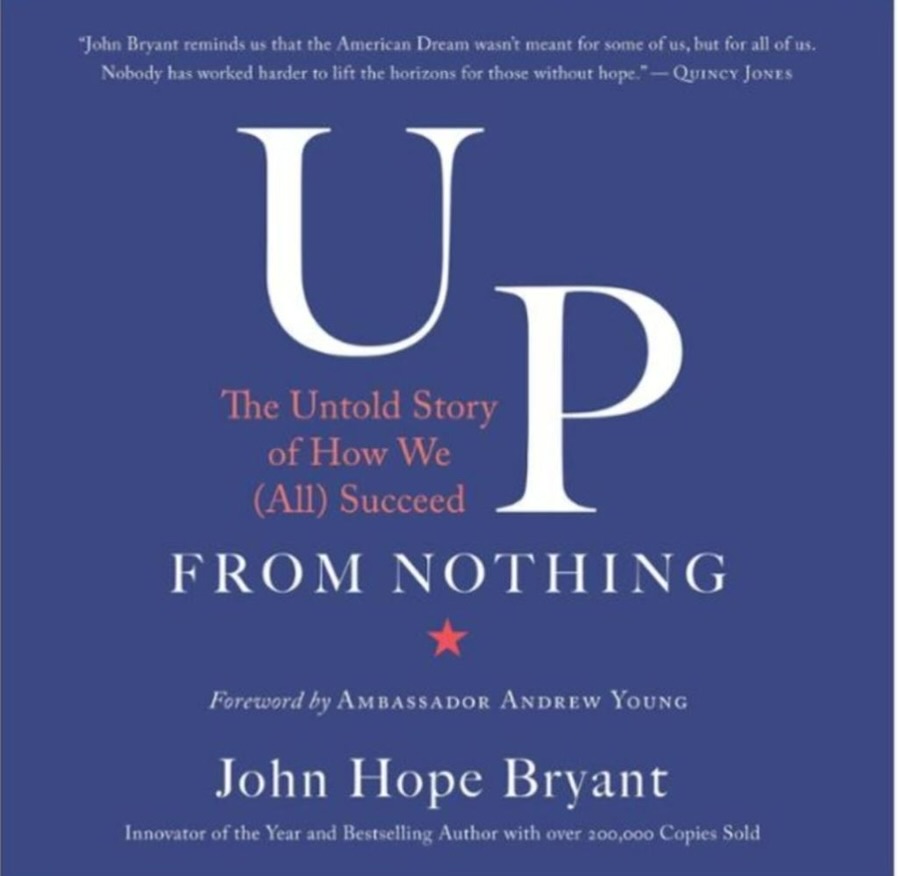 “John Bryant reminds us that the American Dream wasn’t meant for some of us, but for all of us.
Nobody has worked harder to lift the horizons for those without hope.” — Quincy Jones
UP
The Untold Story
of How We
(All) Succeed
FROM NOTHING
Foreword by Ambassador Andrew Young
John Hope Bryant
Innovator of the Year and Bestselling Author with over 200,000 Copies Sold